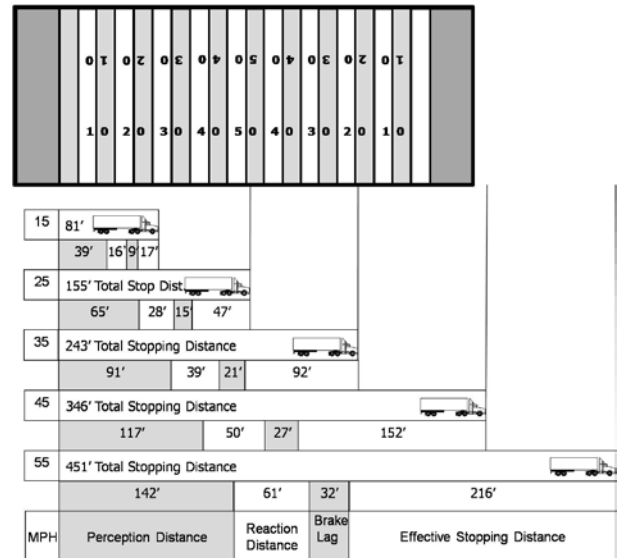 0 1 0 2 0 3 0 4 0 5 0 4 0 3 0 2 0 1
1 0 2 0 3 0 4 0 5 0 4 0 3 0 2 0 1 0
15 81′
39′ 16′ 9′ 17′
25 155′ Total Stop Dist
65′ 28′ 15′ 47′
35 243′ Total Stopping Distance
91′ 39′ 21′ 92′
45 346′ Total Stopping Distance
117′ 50′ 27′ 152′
55 451′ Total Stopping Distance
142′ 61′ 32′ 216′
MPH Perception Distance Reaction Distance Brake Lag Effective Stopping Distance